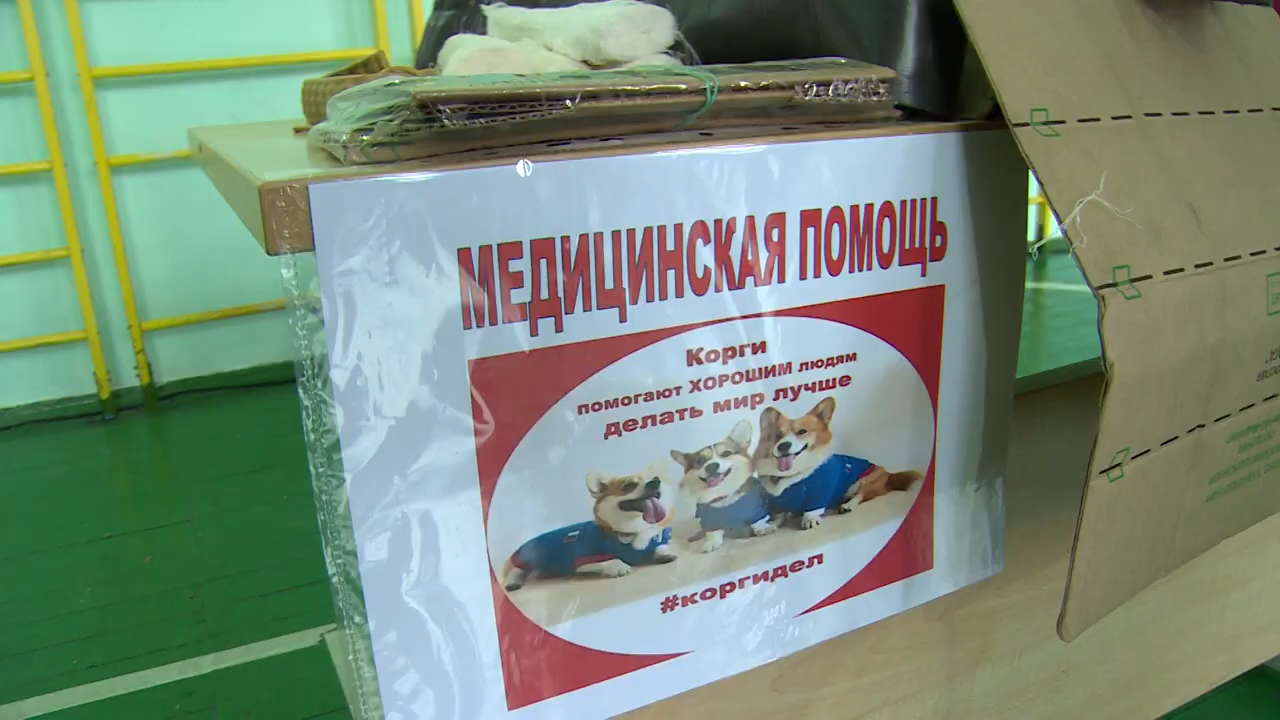 МЕДИЦИНСКАЯ ПОМОЩЬ
Корги
помогают ХОРОШИМ людям
делать мир лучше
#коргидел